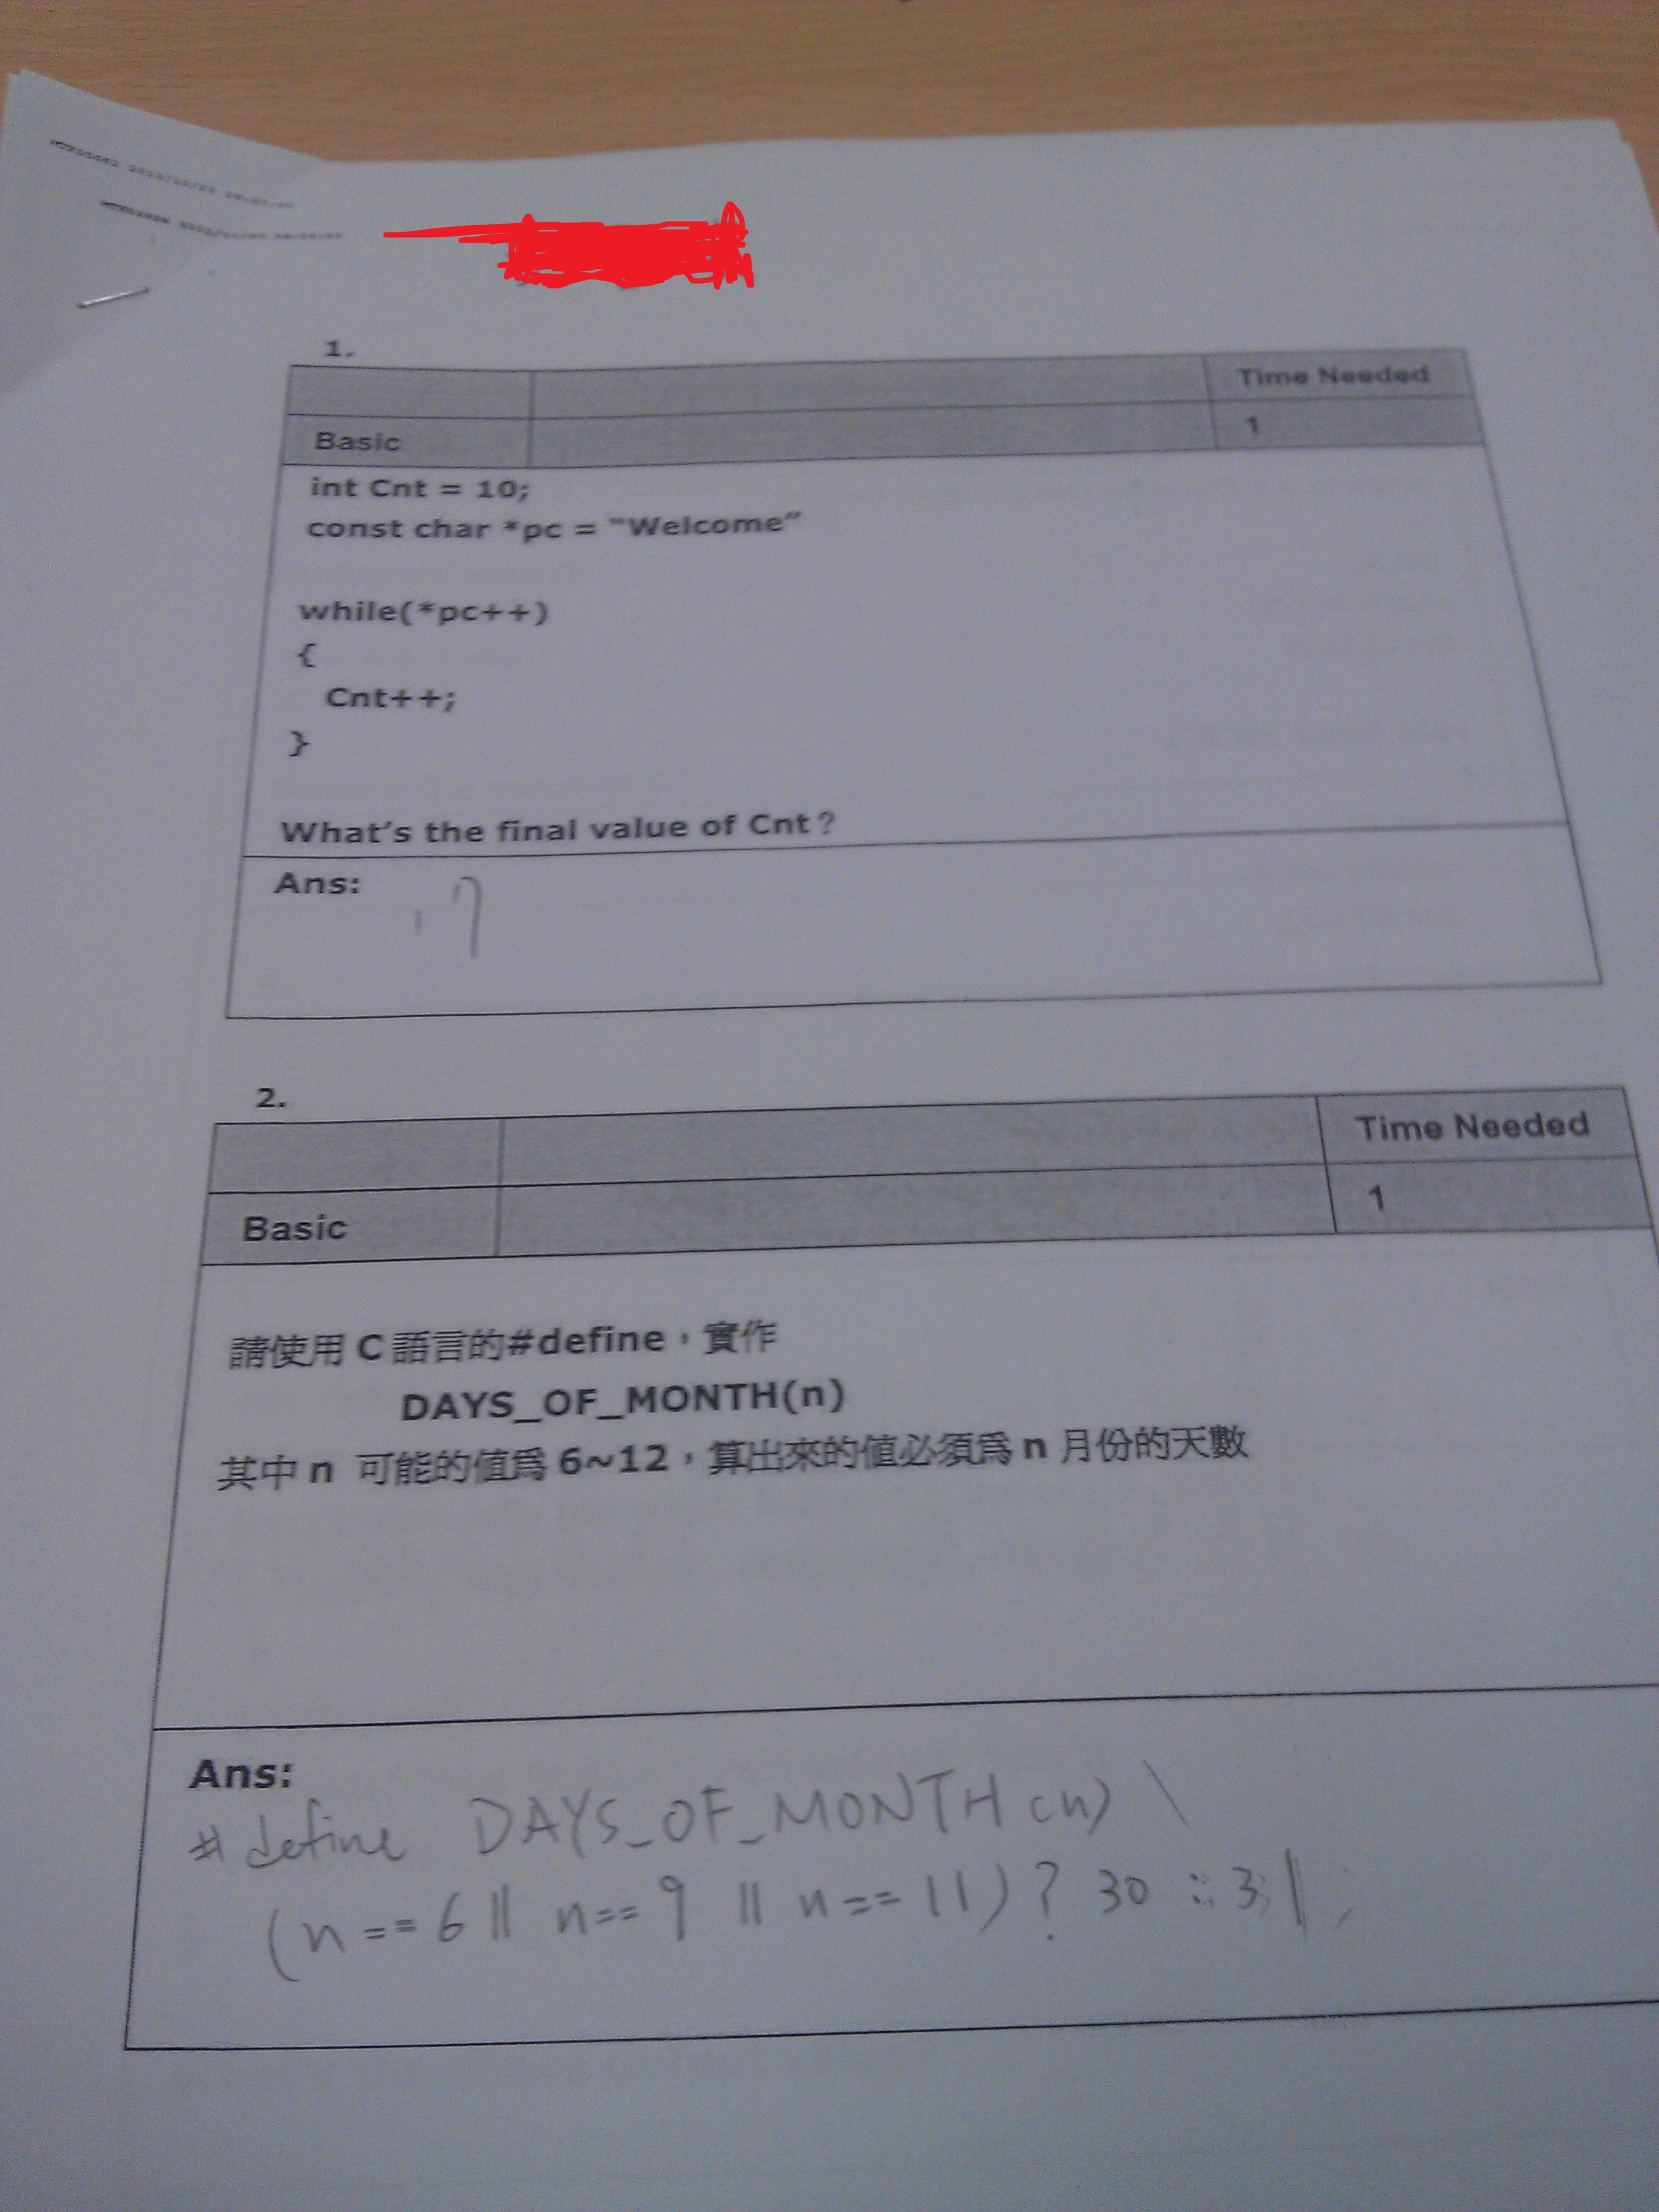 1.
Time Needed
Basic 1
int Cnt = 10;
const char *pc = “Welcome”
while(*pc++)
{
Cnt++;
}
What’s the final value of Cnt?
Ans: 17
2.
Time Needed
Basic 1
請使用 C 語言的#define，實作
DAYS_OF_MONTH(n)
其中 n 可能的值為 6~12，算出來的值必須為 n 月份的天數
Ans:
#define DAYS_OF_MONTH(n) \
(n==6 || n==9 || n==11)? 30 : 31;